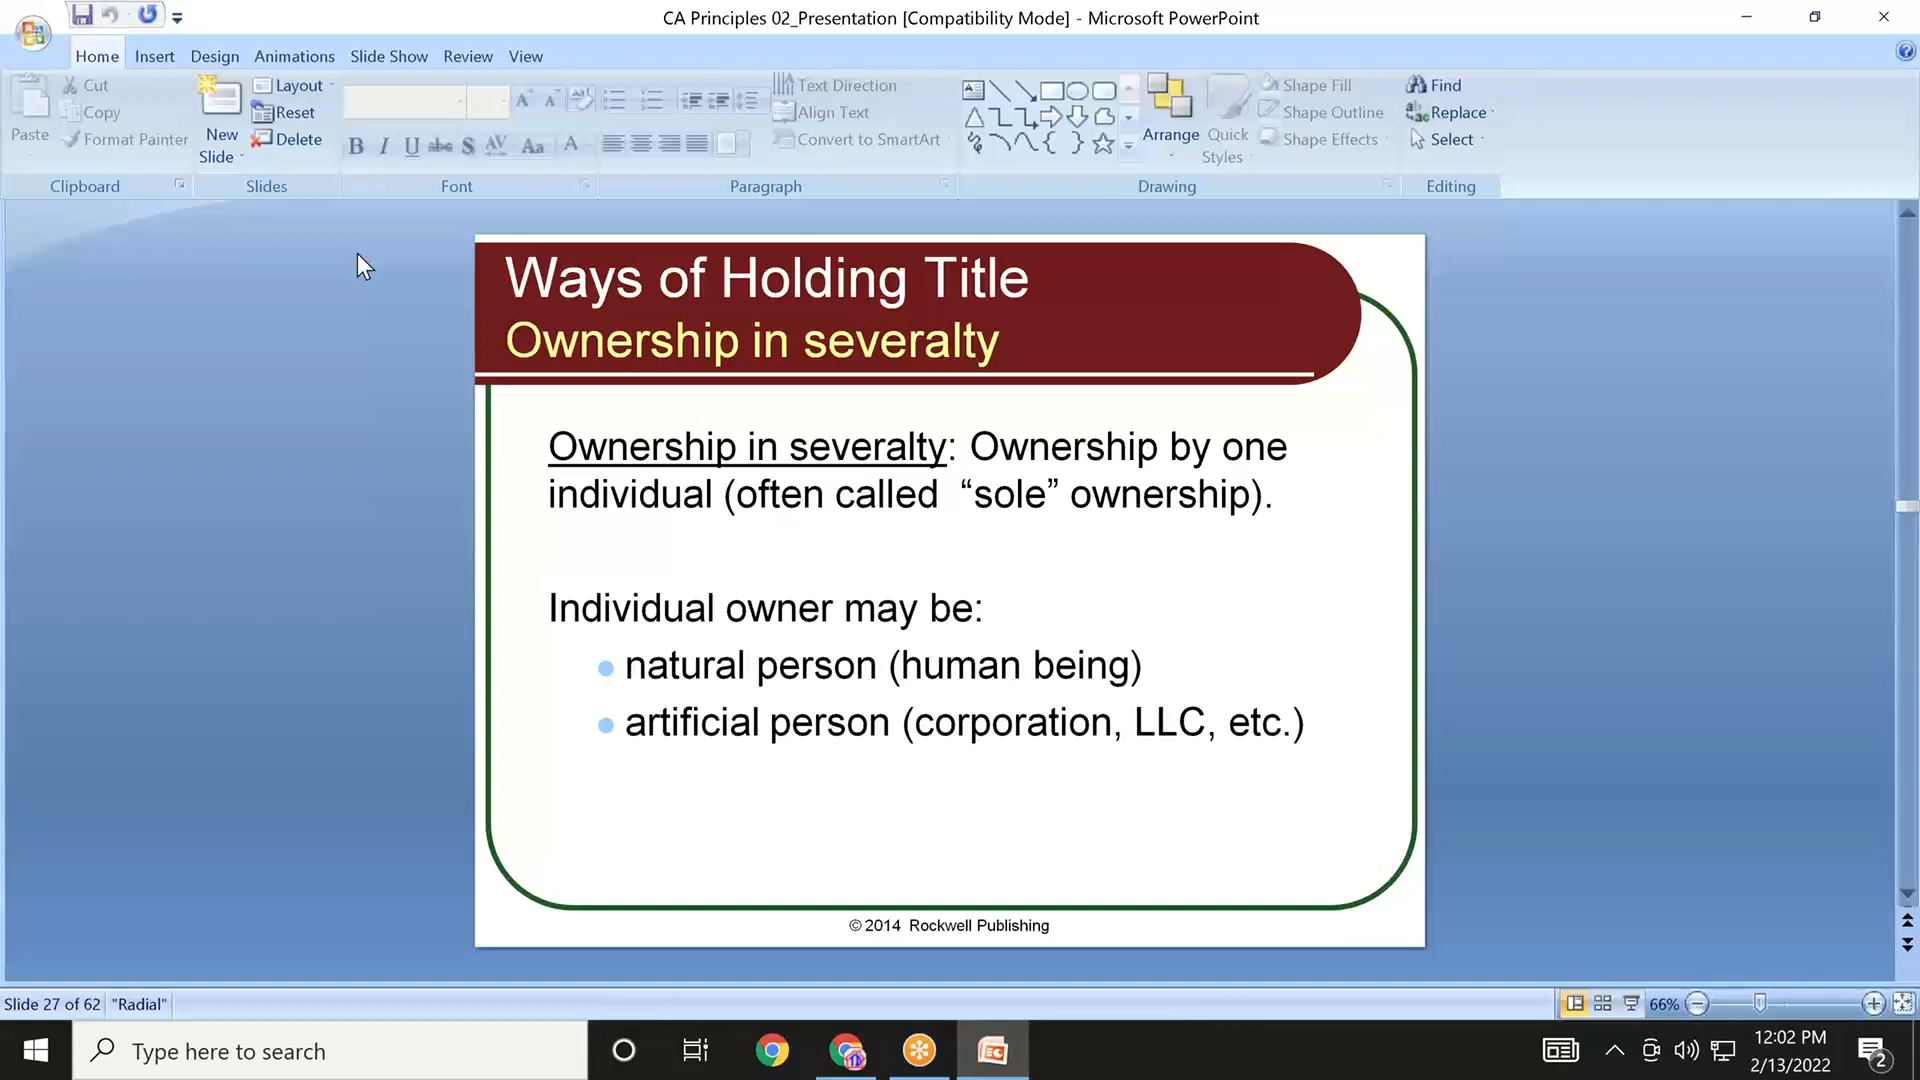 CA Principles 02_Presentation [Compatibility Mode] - Microsoft PowerPoint
Home Insert Design Animations Slide Show Review View
Paste
Cut
Copy
Format Painter
Clipboard
New
Slide
Layout
Reset
Delete
Slides
B I U abc S AV Aa A
Font
Text Direction
Align Text
Convert to SmartArt
Paragraph
Arrange
Quick
Styles
Shape Fill
Shape Outline
Shape Effects
Drawing
Find
Replace
Select
Editing
Ways of Holding Title
Ownership in severalty
Ownership in severalty: Ownership by one
individual (often called “sole” ownership).
Individual owner may be:
natural person (human being)
artificial person (corporation, LLC, etc.)
© 2014 Rockwell Publishing
Slide 27 of 62 "Radial" 66%
Type here to search
12:02 PM
2/13/2022
2